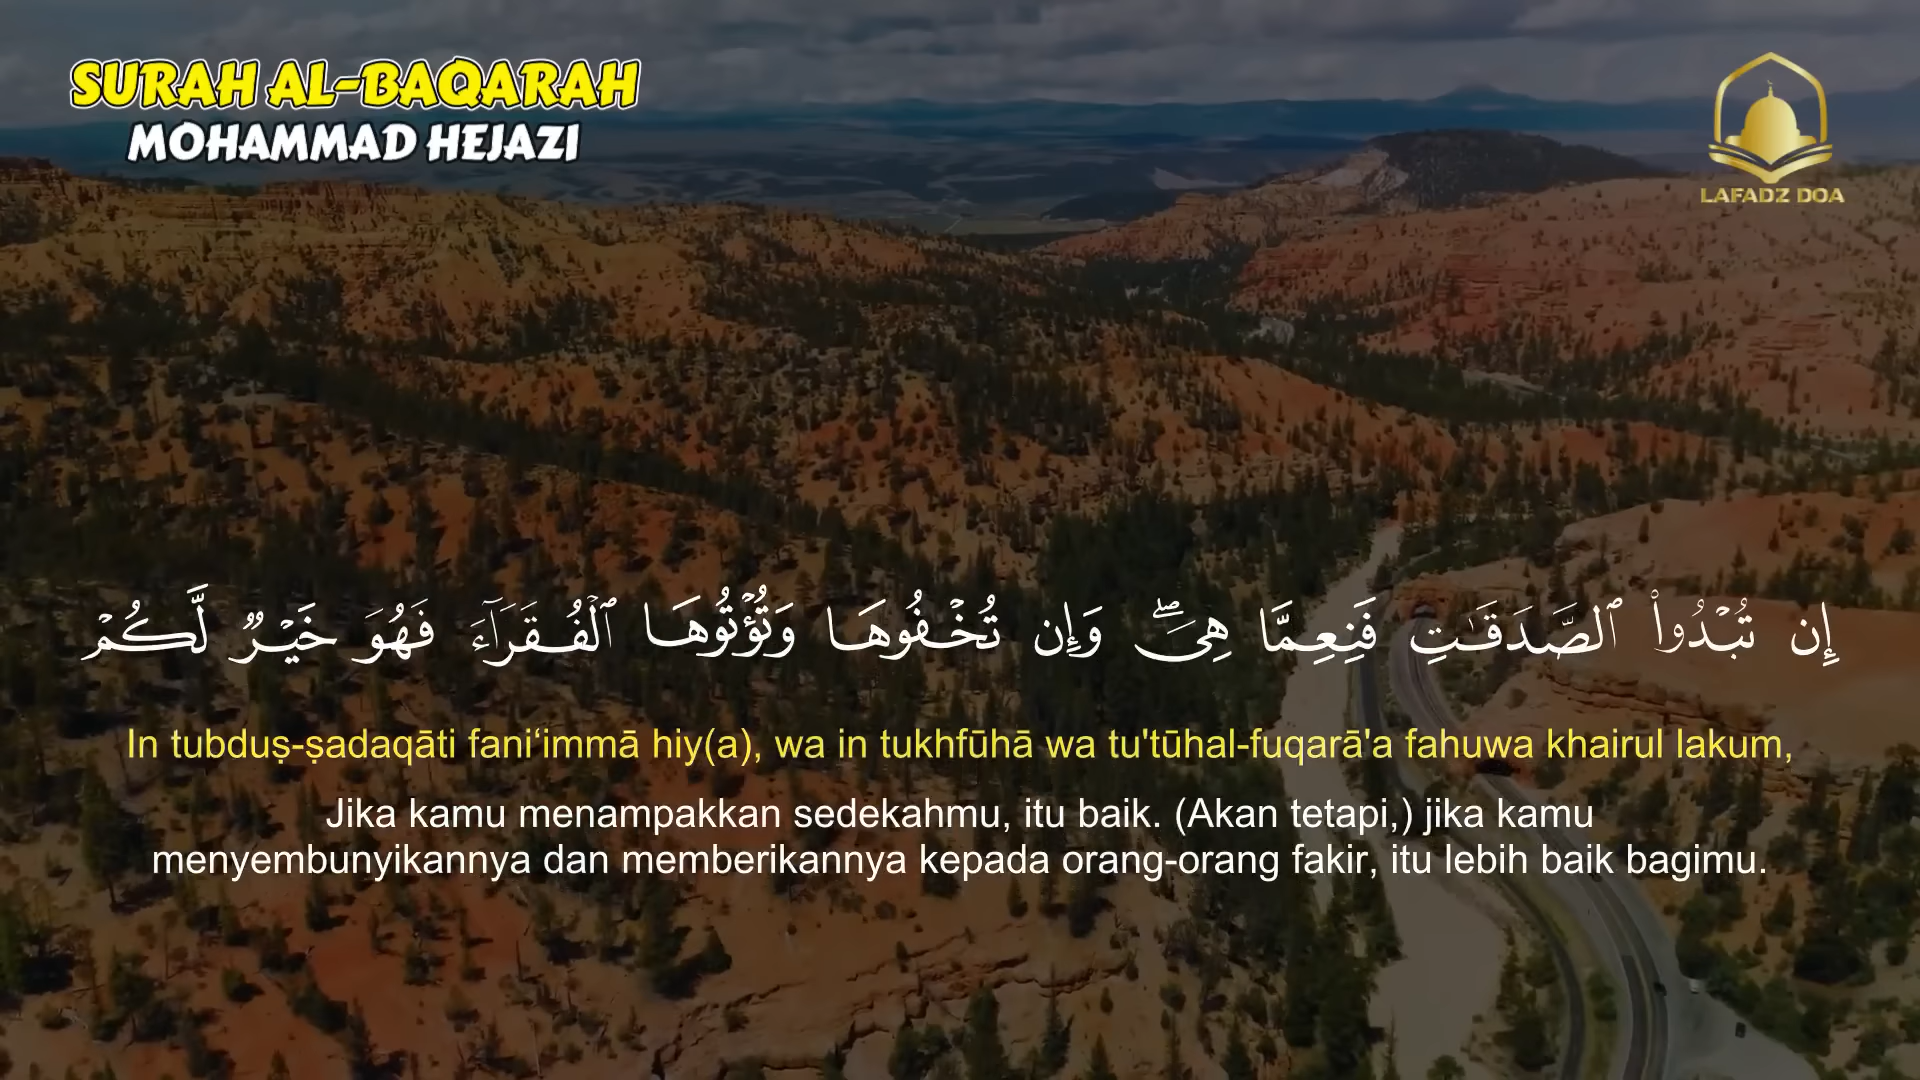 SURAH AL-BAQARAH
MOHAMMAD HEJAZI
LAFADZ DOA
إِن تُبْدُوا۟ ٱلصَّدَقَـٰتِ فَنِعِمَّا هِىَ ۖ وَإِن تُخْفُوهَا وَتُؤْتُوهَا ٱلْفُقَرَآءَ فَهُوَ خَيْرٌ لَّكُمْ
In tubduṣ-ṣadaqāti fani‘immā hiy(a), wa in tukhfūhā wa tu'tūhal-fuqarā'a fahuwa khairul lakum,
Jika kamu menampakkan sedekahmu, itu baik. (Akan tetapi,) jika kamu
menyembunyikannya dan memberikannya kepada orang-orang fakir, itu lebih baik bagimu.